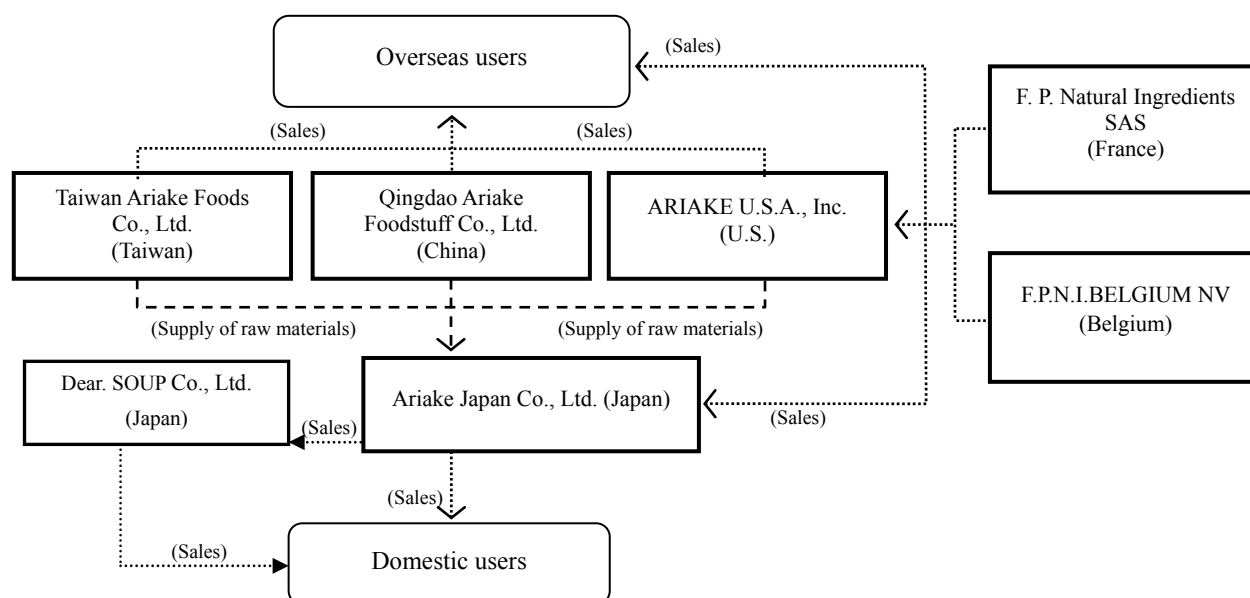 Overseas users
(Sales)
F. P. Natural Ingredients
SAS
(France)
(Sales)
(Sales)
Taiwan Ariake Foods
Co., Ltd.
(Taiwan)
Qingdao Ariake
Foodstuff Co., Ltd.
(China)
ARIAKE U.S.A., Inc.
(U.S.)
F.P.N.I.BELGIUM NV
(Belgium)
(Supply of raw materials)
(Supply of raw materials)
Dear. SOUP Co., Ltd.
(Japan)
Ariake Japan Co., Ltd. (Japan)
(Sales)
(Sales)
(Sales)
(Sales)
Domestic users